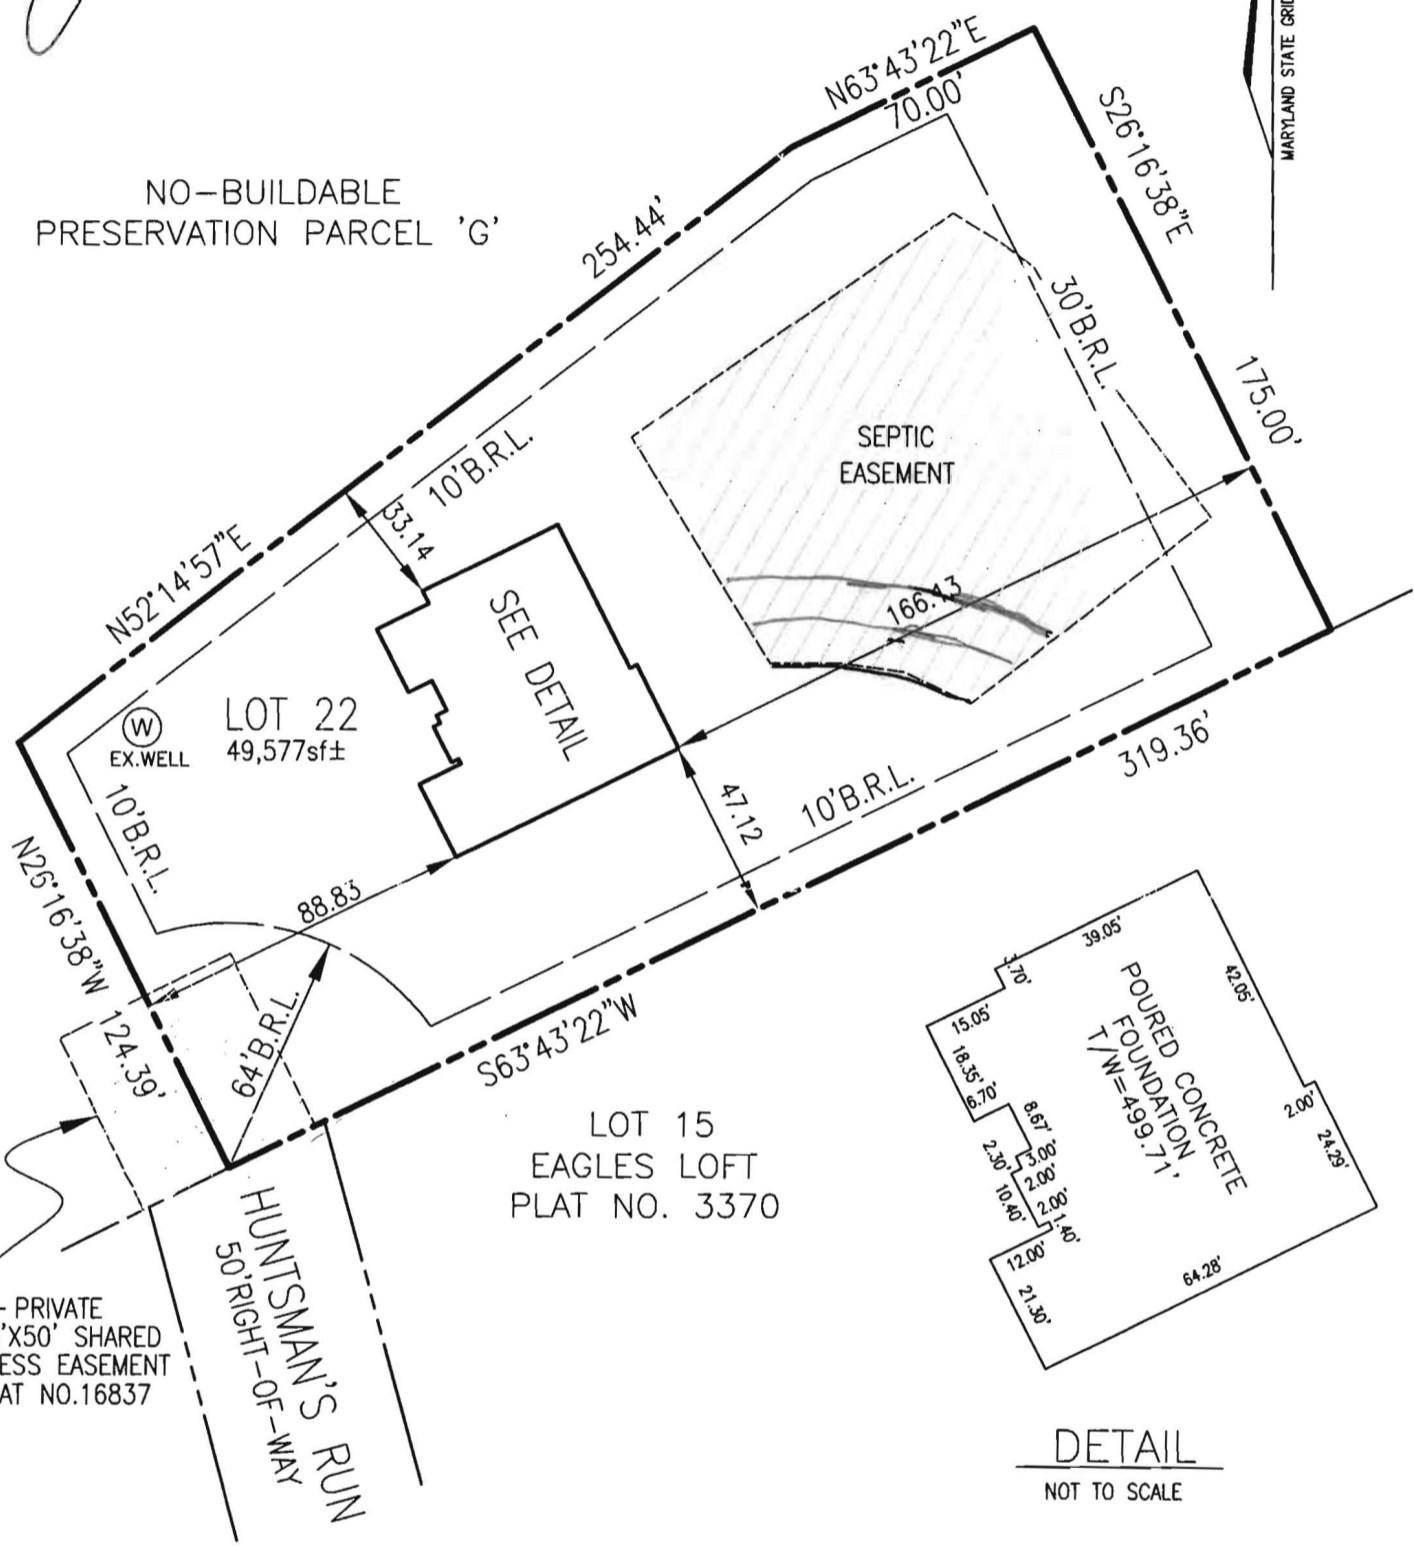 MARYLAND STATE GRID
N63°43'22"E
70.00'
S26°16'38"E
175.00'
NO-BUILDABLE
PRESERVATION PARCEL 'G'
254.44'
N52°14'57"E
10'B.R.L.
30'B.R.L.
SEPTIC
EASEMENT
33.14
166.43
SEE DETAIL
LOT 22
49,577sf±
W
EX.WELL
10'B.R.L.
47.12
10'B.R.L.
319.36'
88.83
N26°16'38"W
124.39'
64'B.R.L.
S63°43'22"W
LOT 15
EAGLES LOFT
PLAT NO. 3370
HUNTSMAN'S RUN
50'RIGHT-OF-WAY
PRIVATE
'X50' SHARED
ESS EASEMENT
AT NO.16837
39.05'
3.70'
15.05'
18.35'
6.70'
8.67'
3.00'
2.30'
2.00'
10.40'
2.00'
1.40'
12.00'
21.30'
64.28'
24.29'
2.00'
42.05'
POURED CONCRETE
FOUNDATION
T/W=499.71'
DETAIL
NOT TO SCALE